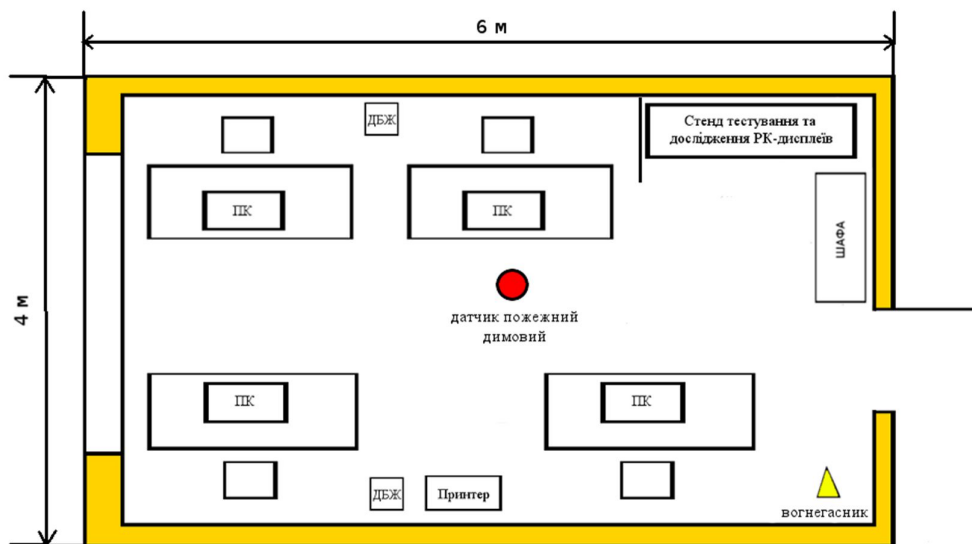 6 м
4 м
ДБЖ
Стенд тестування та
дослідження РК-дисплеїв
ПК
ПК
ШАФА
датчик пожежний
димовий
ПК
ПК
ДБЖ
Принтер
вогнегасник